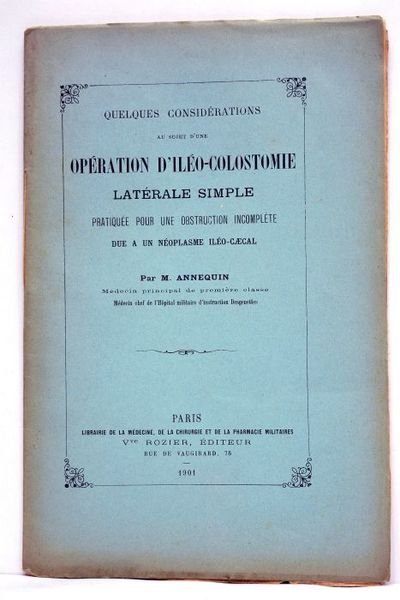 QUELQUES CONSIDÉRATIONS
AU SUJET D'UNE
OPÉRATION D'ILÉO-COLOSTOMIE
LATÉRALE SIMPLE
PRATIQUÉE POUR UNE OBSTRUCTION INCOMPLÈTE
DUE A UN NÉOPLASME ILÉO-CÆCAL
Par M. ANNEQUIN
Médecin principal de première classe
Médecin chef de l'Hôpital militaire d'instruction Desgenettes
PARIS
LIBRAIRIE DE LA MÉDECINE, DE LA CHIRURGIE ET DE LA PHARMACIE MILITAIRES
Vve ROZIER, ÉDITEUR
RUE DE VAUGIRARD, 75
1901